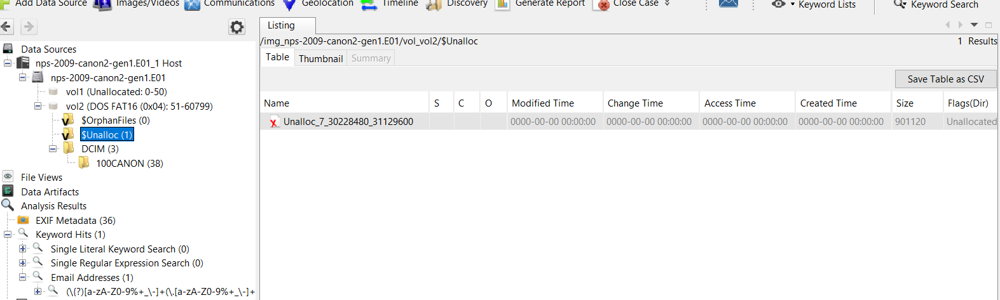 Add Data Source Images/Videos Communications Geolocation Timeline Discovery Generate Report Close Case Keyword Lists Keyword Search
Listing
/img_nps-2009-canon2-gen1.E01/vol_vol2/$Unalloc 1 Results
Table Thumbnail Summary
Save Table as CSV
Name S C O Modified Time Change Time Access Time Created Time Size Flags(Dir)
Unalloc_7_30228480_31129600 0000-00-00 00:00:00 0000-00-00 00:00:00 0000-00-00 00:00:00 0000-00-00 00:00:00 901120 Unallocated
Data Sources
nps-2009-canon2-gen1.E01_1 Host
nps-2009-canon2-gen1.E01
vol1 (Unallocated: 0-50)
vol2 (DOS FAT16 (0x04): 51-60799)
$OrphanFiles (0)
$Unalloc (1)
DCIM (3)
100CANON (38)
File Views
Data Artifacts
Analysis Results
EXIF Metadata (36)
Keyword Hits (1)
Single Literal Keyword Search (0)
Single Regular Expression Search (0)
Email Addresses (1)
(\{?)[a-zA-Z0-9%+_\-]+(\.[a-zA-Z0-9%+_\-]+